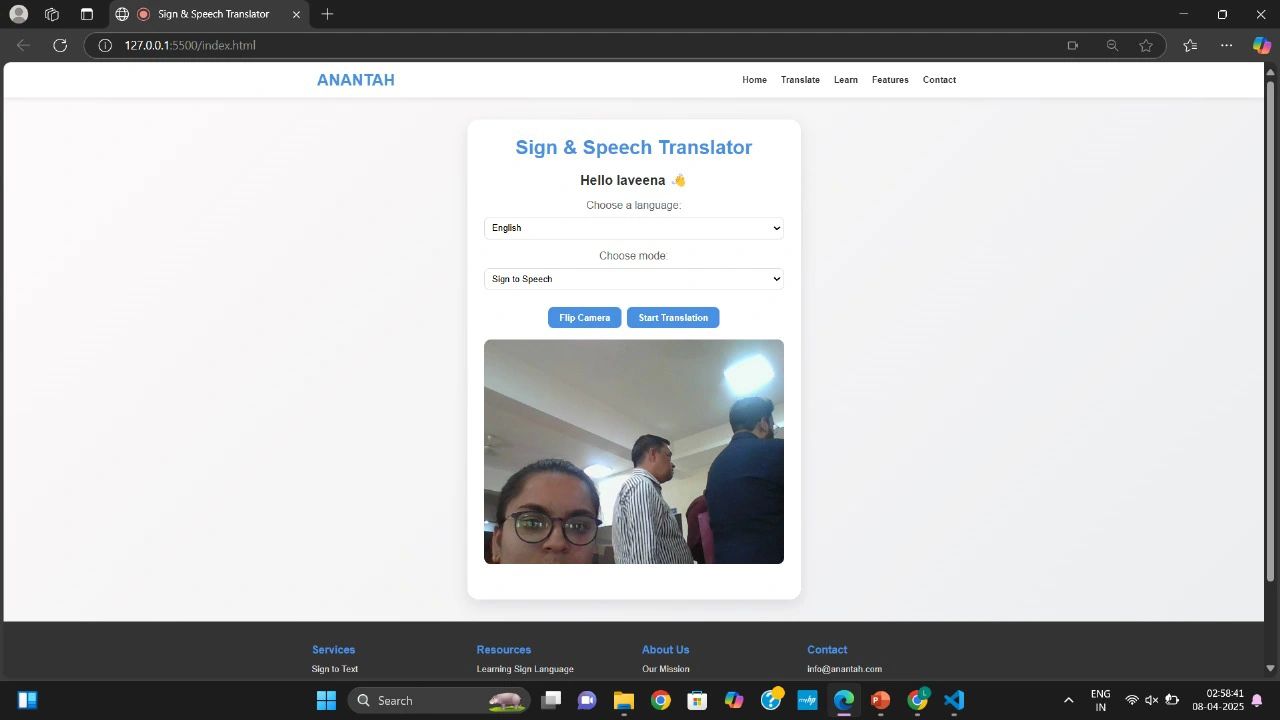 Sign & Speech Translator
127.0.0.1:5500/index.html
ANANTAH
Home Translate Learn Features Contact
Sign & Speech Translator
Hello laveena 👋
Choose a language:
English
Choose mode:
Sign to Speech
Flip Camera Start Translation
Services Resources About Us Contact
Sign to Text Learning Sign Language Our Mission info@anantah.com
Search
myhp
L
ENG
IN
02:58:41
08-04-2025